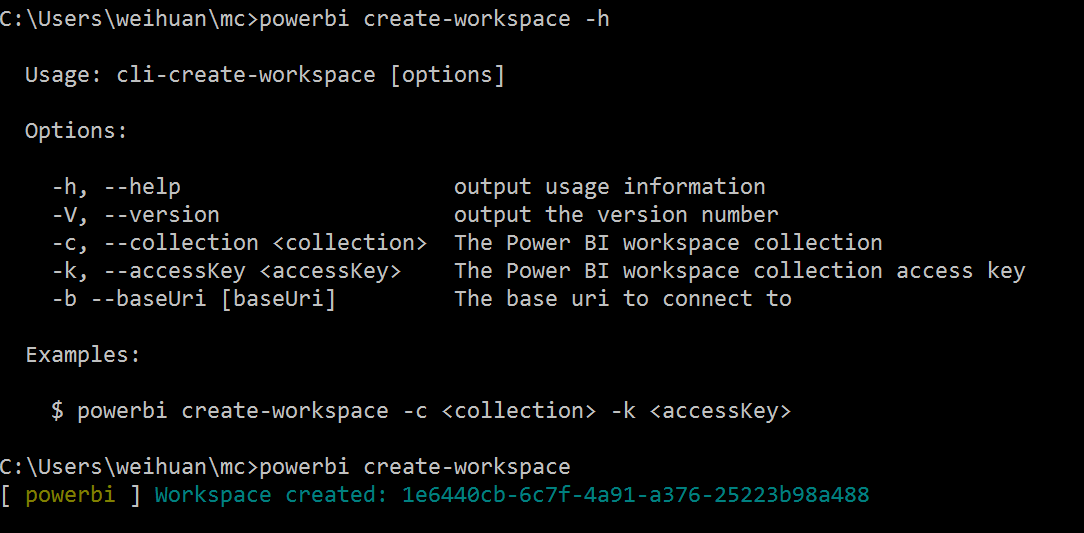 C:\Users\weihuan\mc>powerbi create-workspace -h
Usage: cli-create-workspace [options]
Options:
-h, --help output usage information
-V, --version output the version number
-c, --collection <collection> The Power BI workspace collection
-k, --accessKey <accessKey> The Power BI workspace collection access key
-b --baseUri [baseUri] The base uri to connect to
Examples:
$ powerbi create-workspace -c <collection> -k <accessKey>
C:\Users\weihuan\mc>powerbi create-workspace
[ powerbi ] Workspace created: 1e6440cb-6c7f-4a91-a376-25223b98a488